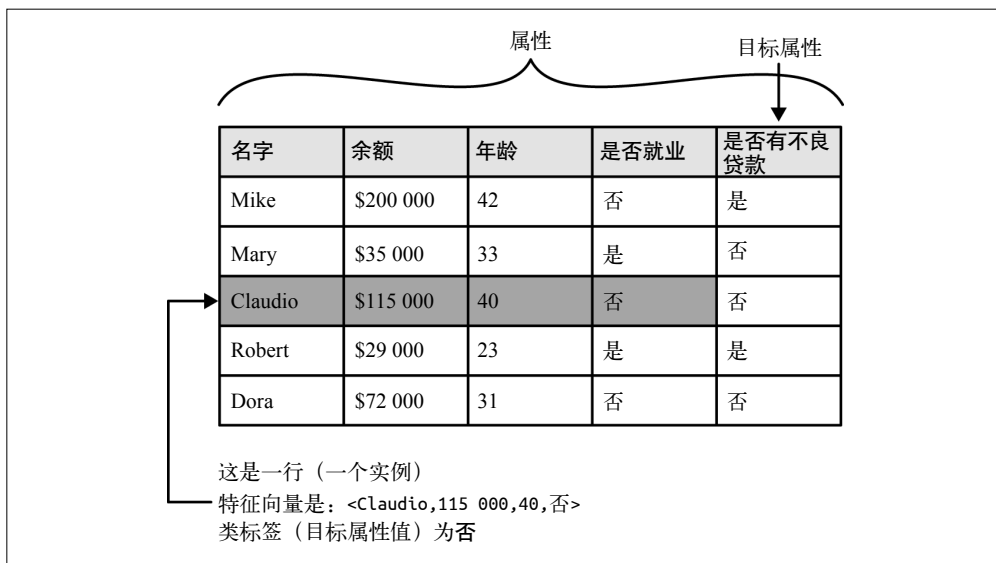 属性
目标属性
名字 余额 年龄 是否就业 是否有不良
贷款
Mike $200 000 42 否 是
Mary $35 000 33 是 否
Claudio $115 000 40 否 否
Robert $29 000 23 是 是
Dora $72 000 31 否 否
这是一行（一个实例）
特征向量是：<Claudio,115 000,40,否>
类标签（目标属性值）为否